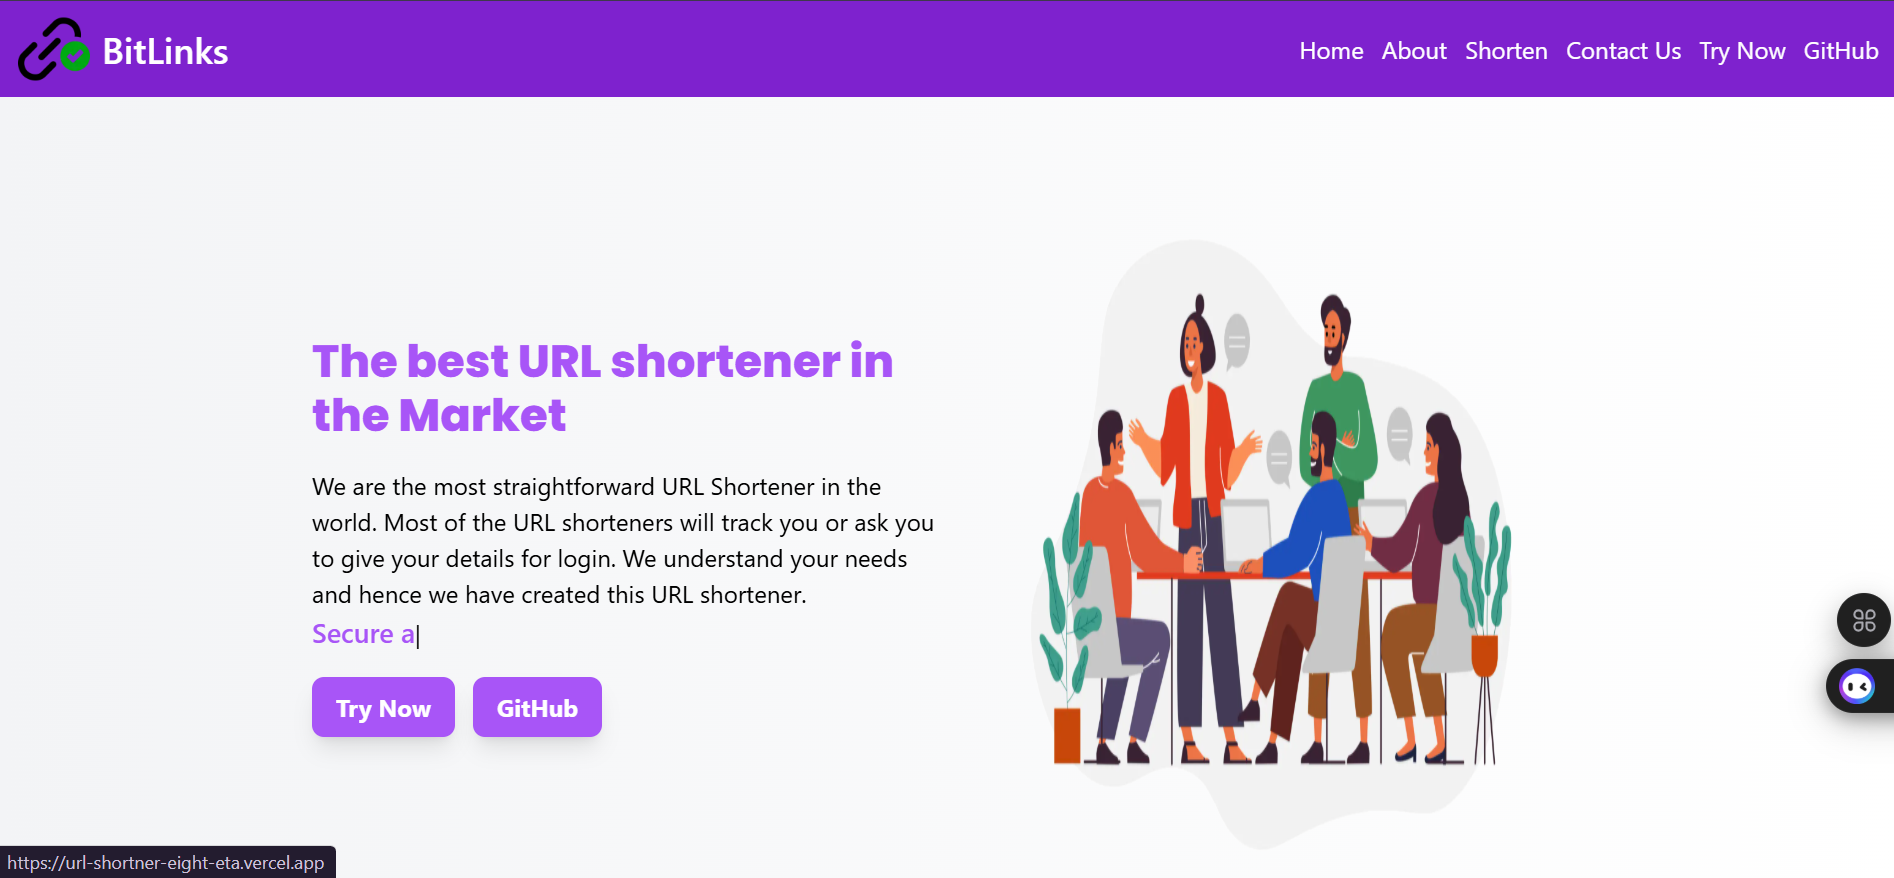 BitLinks
Home About Shorten Contact Us Try Now GitHub
The best URL shortener in
the Market
We are the most straightforward URL Shortener in the
world. Most of the URL shorteners will track you or ask you
to give your details for login. We understand your needs
and hence we have created this URL shortener.
Secure a|
Try Now GitHub
https://url-shortner-eight-eta.vercel.app